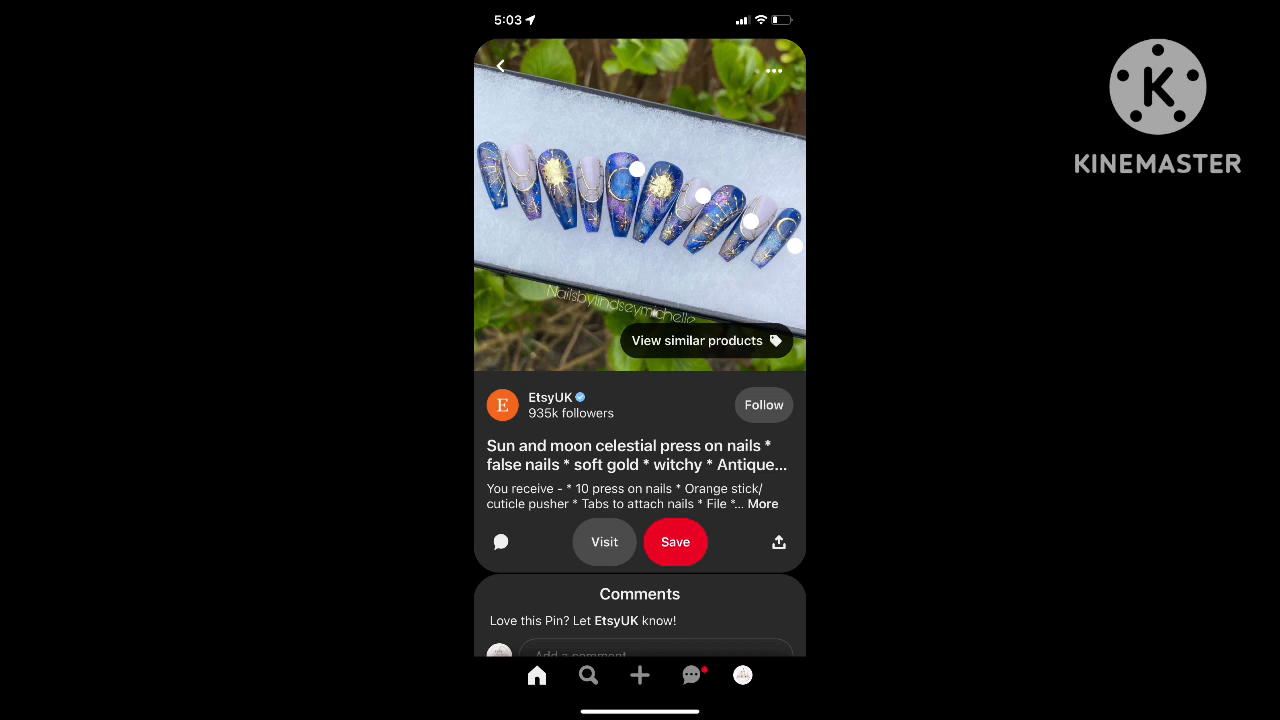 5:03
K
KINEMASTER
Nailsbylindseymichelle
View similar products
E
EtsyUK
935k followers
Follow
Sun and moon celestial press on nails *
false nails * soft gold * witchy * Antique...
You receive - * 10 press on nails * Orange stick/
cuticle pusher * Tabs to attach nails * File *... More
Visit
Save
Comments
Love this Pin? Let EtsyUK know!
Add a comment